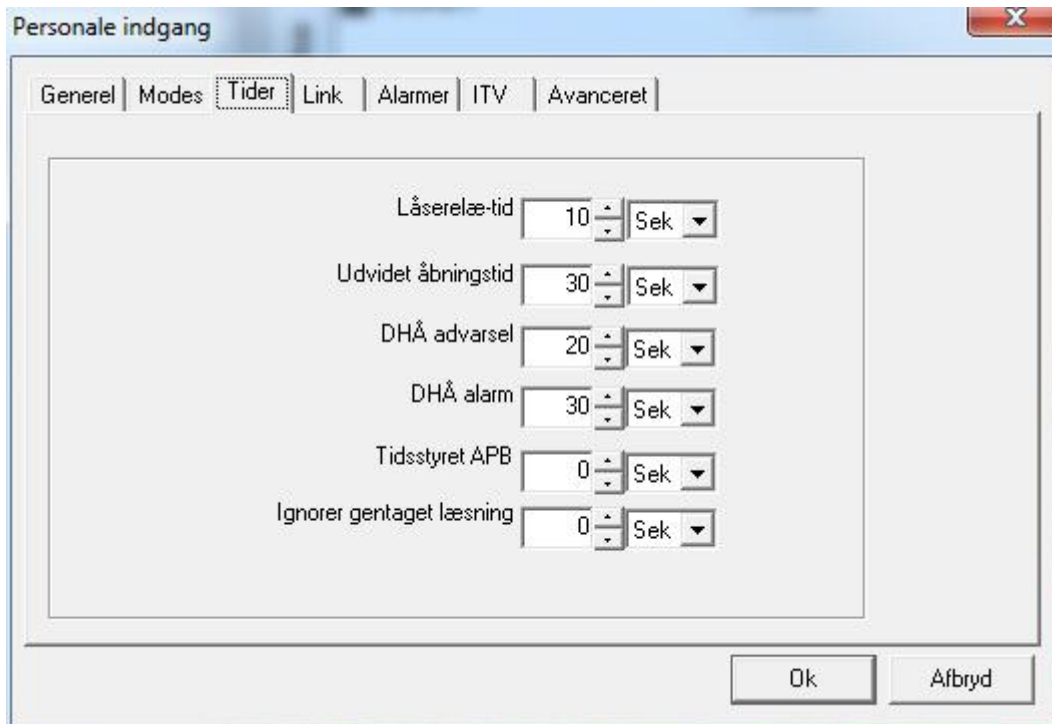 Personale indgang
Generel Modes Tider Link Alarmer ITV Avanceret
Låserelæ-tid 10 Sek
Udvidet åbningstid 30 Sek
DHÅ advarsel 20 Sek
DHÅ alarm 30 Sek
Tidsstyret APB 0 Sek
Ignorer gentaget læsning 0 Sek
Ok Afbryd